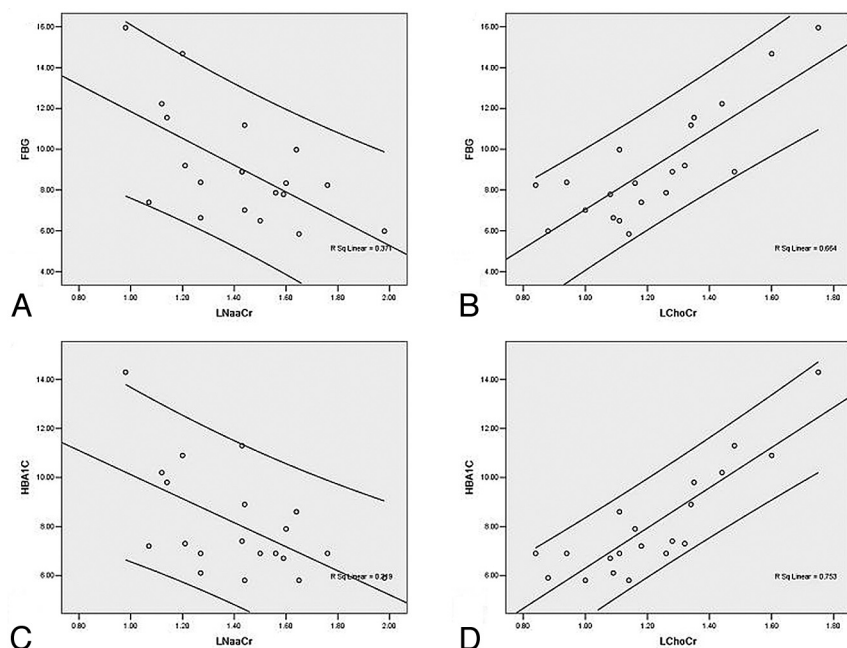 16.00
14.00
12.00
10.00
8.00
6.00
4.00
FBG
R Sq Linear = 0.371
0.80 1.00 1.20 1.40 1.60 1.80 2.00
LNaaCr
A
16.00
14.00
12.00
10.00
8.00
6.00
4.00
FBG
R Sq Linear = 0.664
0.80 1.00 1.20 1.40 1.60 1.80
LChoCr
B
14.00
12.00
10.00
8.00
6.00
HBA1C
R Sq Linear = 0.219
0.80 1.00 1.20 1.40 1.60 1.80 2.00
LNaaCr
C
14.00
12.00
10.00
8.00
6.00
HBA1C
R Sq Linear = 0.753
0.80 1.00 1.20 1.40 1.60 1.80
LChoCr
D